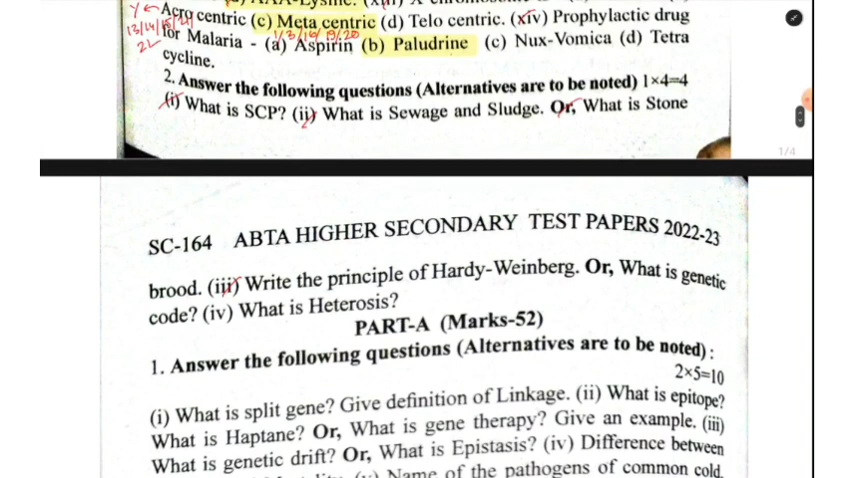 Y ← Acro centric (c) Meta centric (d) Telo centric. (xiv) Prophylactic drug
for Malaria - (a) Aspirin (b) Paludrine (c) Nux-Vomica (d) Tetra
cycline.
2. Answer the following questions (Alternatives are to be noted) 1×4=4
(i) What is SCP? (ii) What is Sewage and Sludge. Or, What is Stone
1/4
SC-164 ABTA HIGHER SECONDARY TEST PAPERS 2022-23
brood. (iii) Write the principle of Hardy-Weinberg. Or, What is genetic
code? (iv) What is Heterosis?
PART-A (Marks-52)
1. Answer the following questions (Alternatives are to be noted) :
2×5=10
(i) What is split gene? Give definition of Linkage. (ii) What is epitope?
What is Haptane? Or, What is gene therapy? Give an example. (iii)
What is genetic drift? Or, What is Epistasis? (iv) Difference between
(v) Name of the pathogens of common cold,